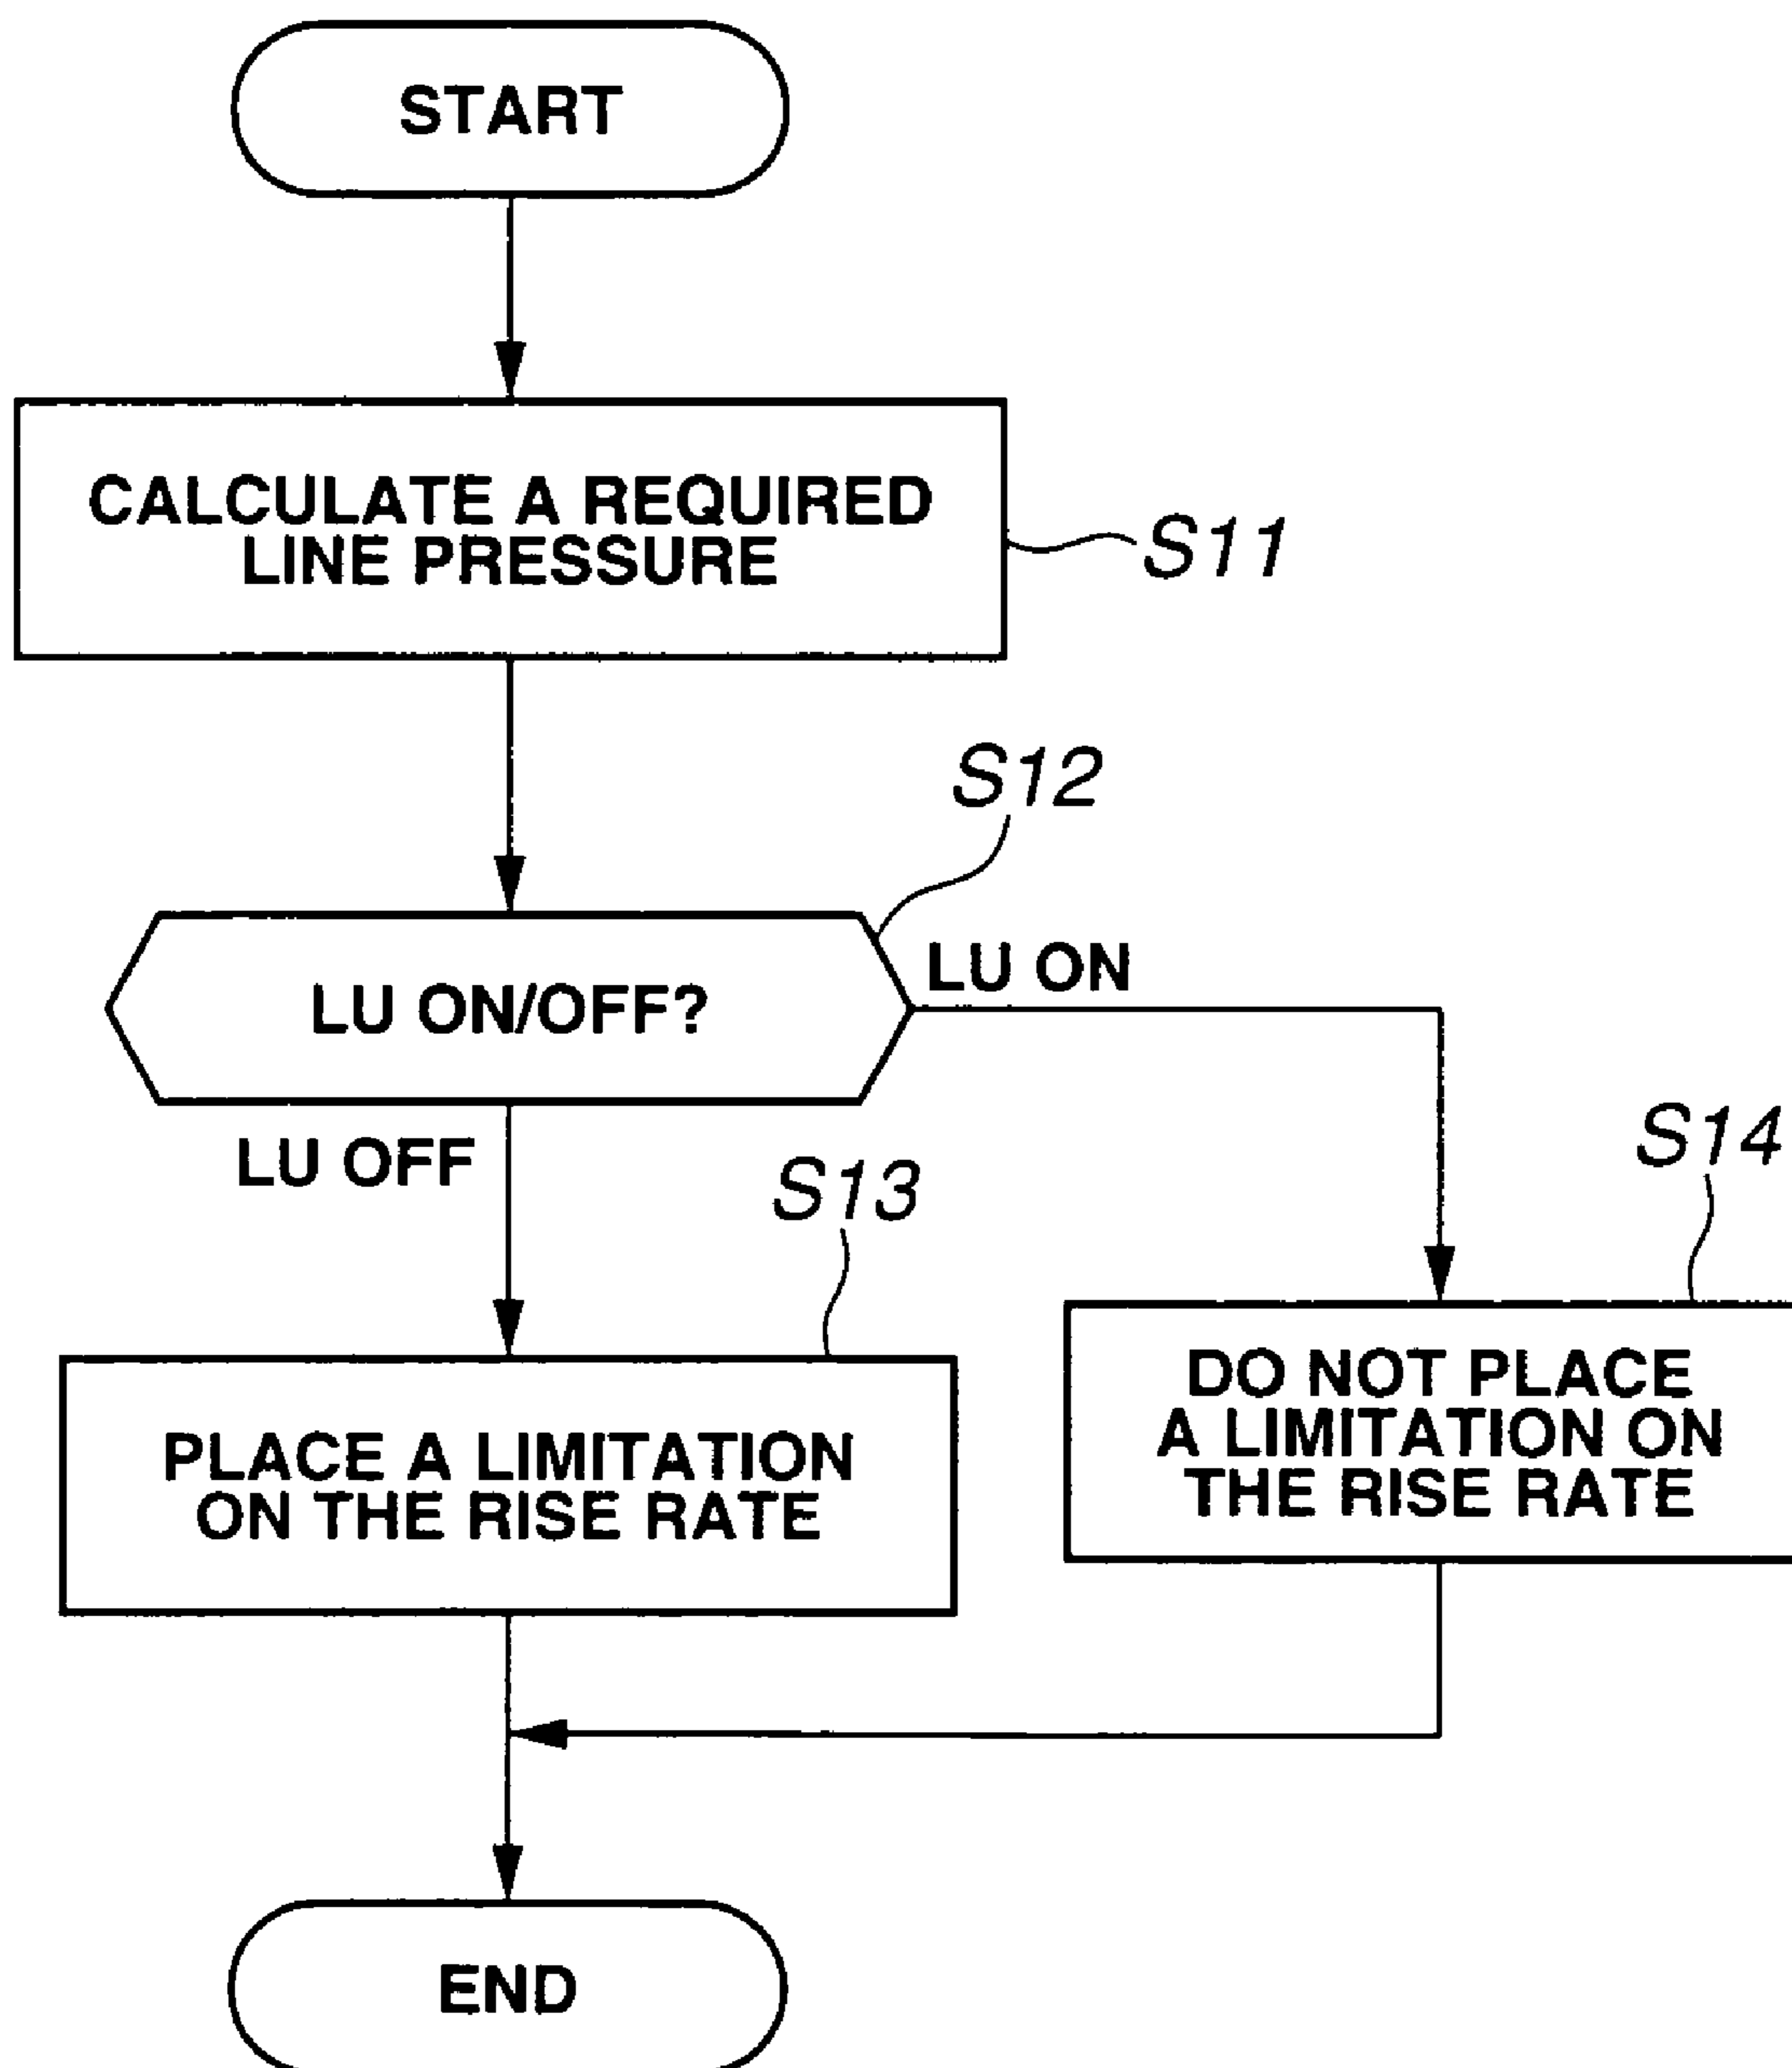 START
CALCULATE A REQUIRED
LINE PRESSURE
S11
S12
LU ON/OFF?
LU ON
LU OFF
S13
S14
PLACE A LIMITATION
ON THE RISE RATE
DO NOT PLACE
A LIMITATION ON
THE RISE RATE
END